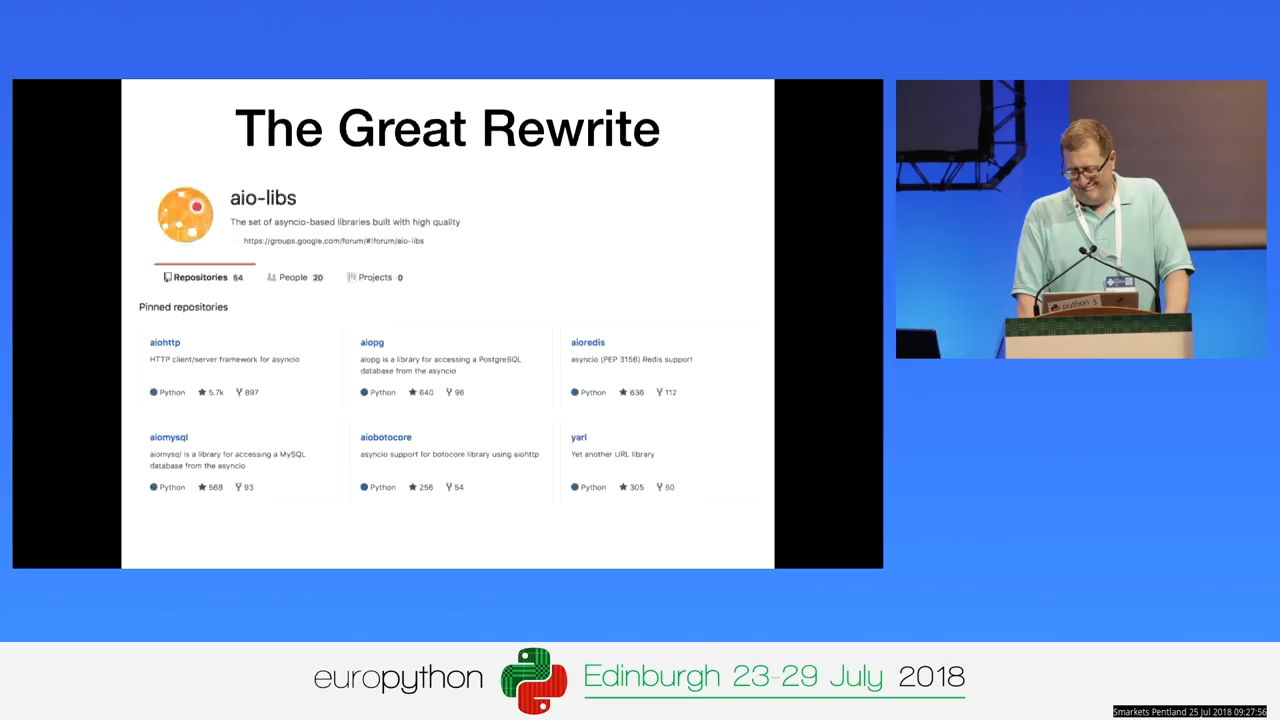 The Great Rewrite
aio-libs
The set of asyncio-based libraries built with high quality
https://groups.google.com/forum/#!forum/aio-libs
Repositories 54 People 20 Projects 0
Pinned repositories
aiohttp
HTTP client/server framework for asyncio
Python 5.7k 897
aiopg
aiopg is a library for accessing a PostgreSQL
database from the asyncio
Python 640 96
aioredis
asyncio (PEP 3156) Redis support
Python 636 112
aiomysql
aiomysql is a library for accessing a MySQL
database from the asyncio
Python 568 93
aiobotocore
asyncio support for botocore library using aiohttp
Python 256 54
yarl
Yet another URL library
Python 305 50
python
europython Edinburgh 23-29 July 2018
Smarkets Pentland 25 Jul 2018 09:27:56